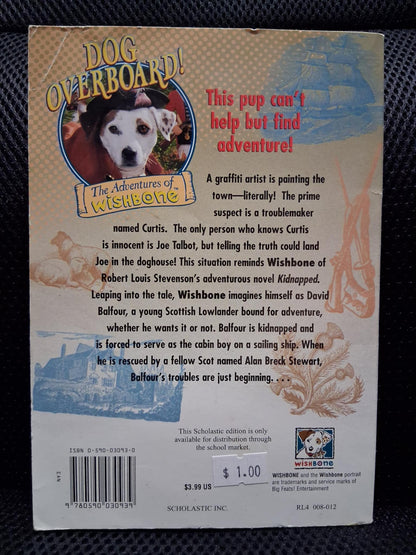 DOG
OVERBOARD!
The Adventures of
WISHBONE™
This pup can't
help but find
adventure!
A graffiti artist is painting the
town—literally! The prime
suspect is a troublemaker
named Curtis. The only person who knows Curtis
is innocent is Joe Talbot, but telling the truth could land
Joe in the doghouse! This situation reminds Wishbone of
Robert Louis Stevenson's adventurous novel Kidnapped.
Leaping into the tale, Wishbone imagines himself as David
Balfour, a young Scottish Lowlander bound for adventure,
whether he wants it or not. Balfour is kidnapped and
is forced to serve as the cabin boy on a sailing ship. When
he is rescued by a fellow Scot named Alan Breck Stewart,
Balfour's troubles are just beginning. . . .
This Scholastic edition is only
available for distribution through
the school market.
ISBN 0-590-03093-0
EAN
9 780590 030939
$ 1.00
$3.99 US
SCHOLASTIC INC.
WISHBONE
WISHBONE and the Wishbone portrait
are trademarks and service marks of
Big Feats! Entertainment
RL4 008-012